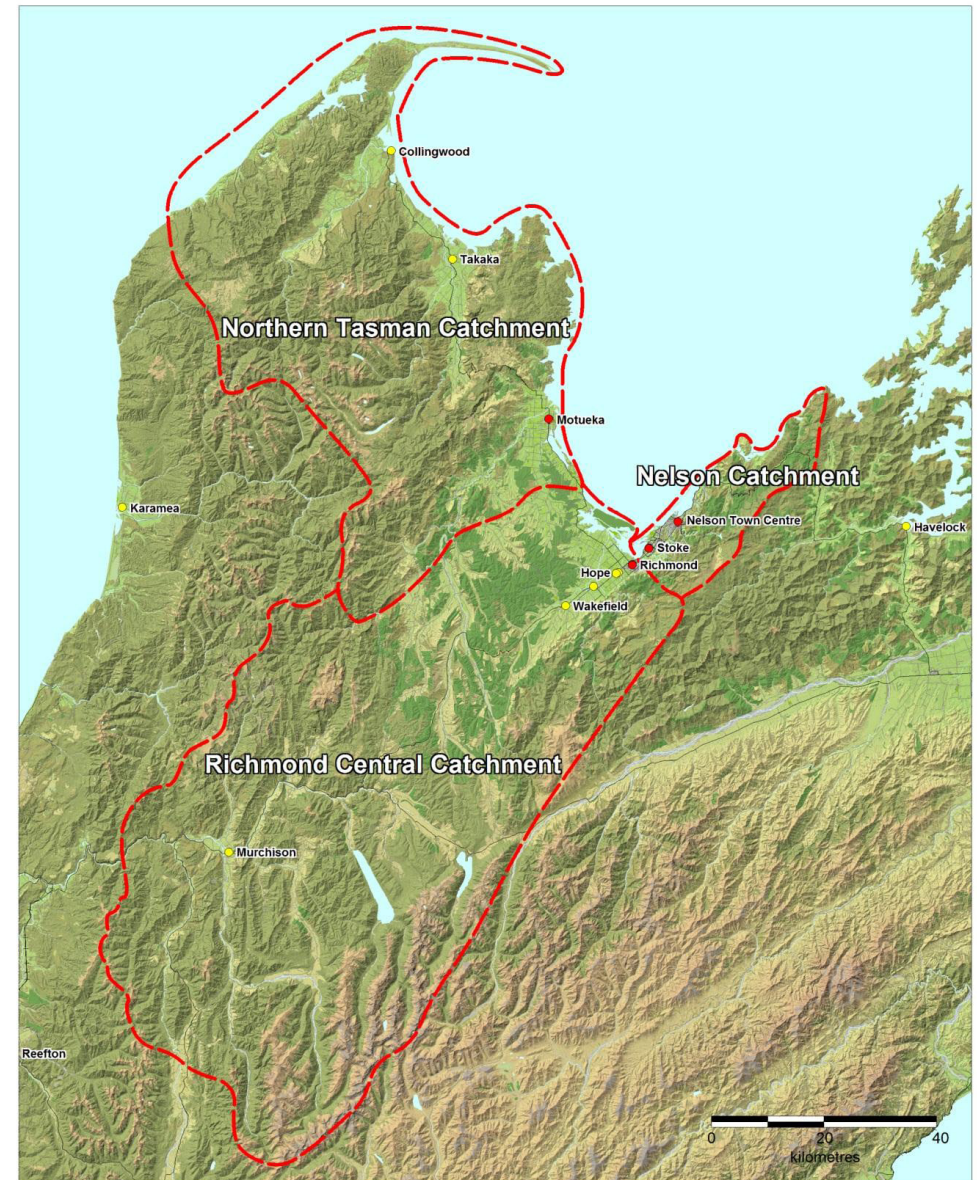 Collingwood
Takaka
Northern Tasman Catchment
Motueka
Nelson Catchment
Karamea
Nelson Town Centre
Havelock
Stoke
Richmond
Hope
Wakefield
Richmond Central Catchment
Murchison
Reefton
0 20 40
kilometres